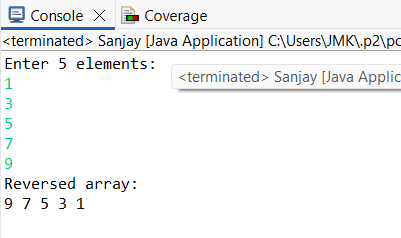 Console Coverage
<terminated> Sanjay [Java Application] C:\Users\JMK\.p2\po
Enter 5 elements:
<terminated> Sanjay [Java Applic
1
3
5
7
9
Reversed array:
9 7 5 3 1